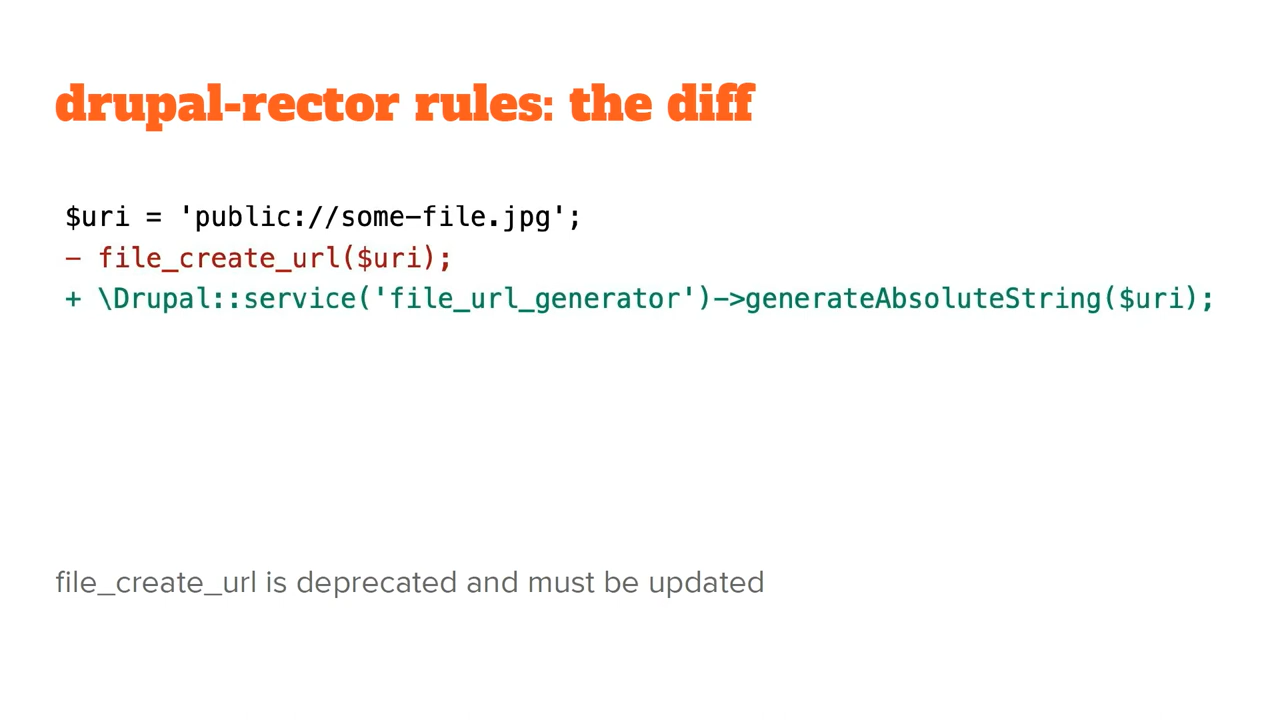 drupal-rector rules: the diff
$uri = 'public://some-file.jpg';
- file_create_url($uri);
+ \Drupal::service('file_url_generator')->generateAbsoluteString($uri);
file_create_url is deprecated and must be updated